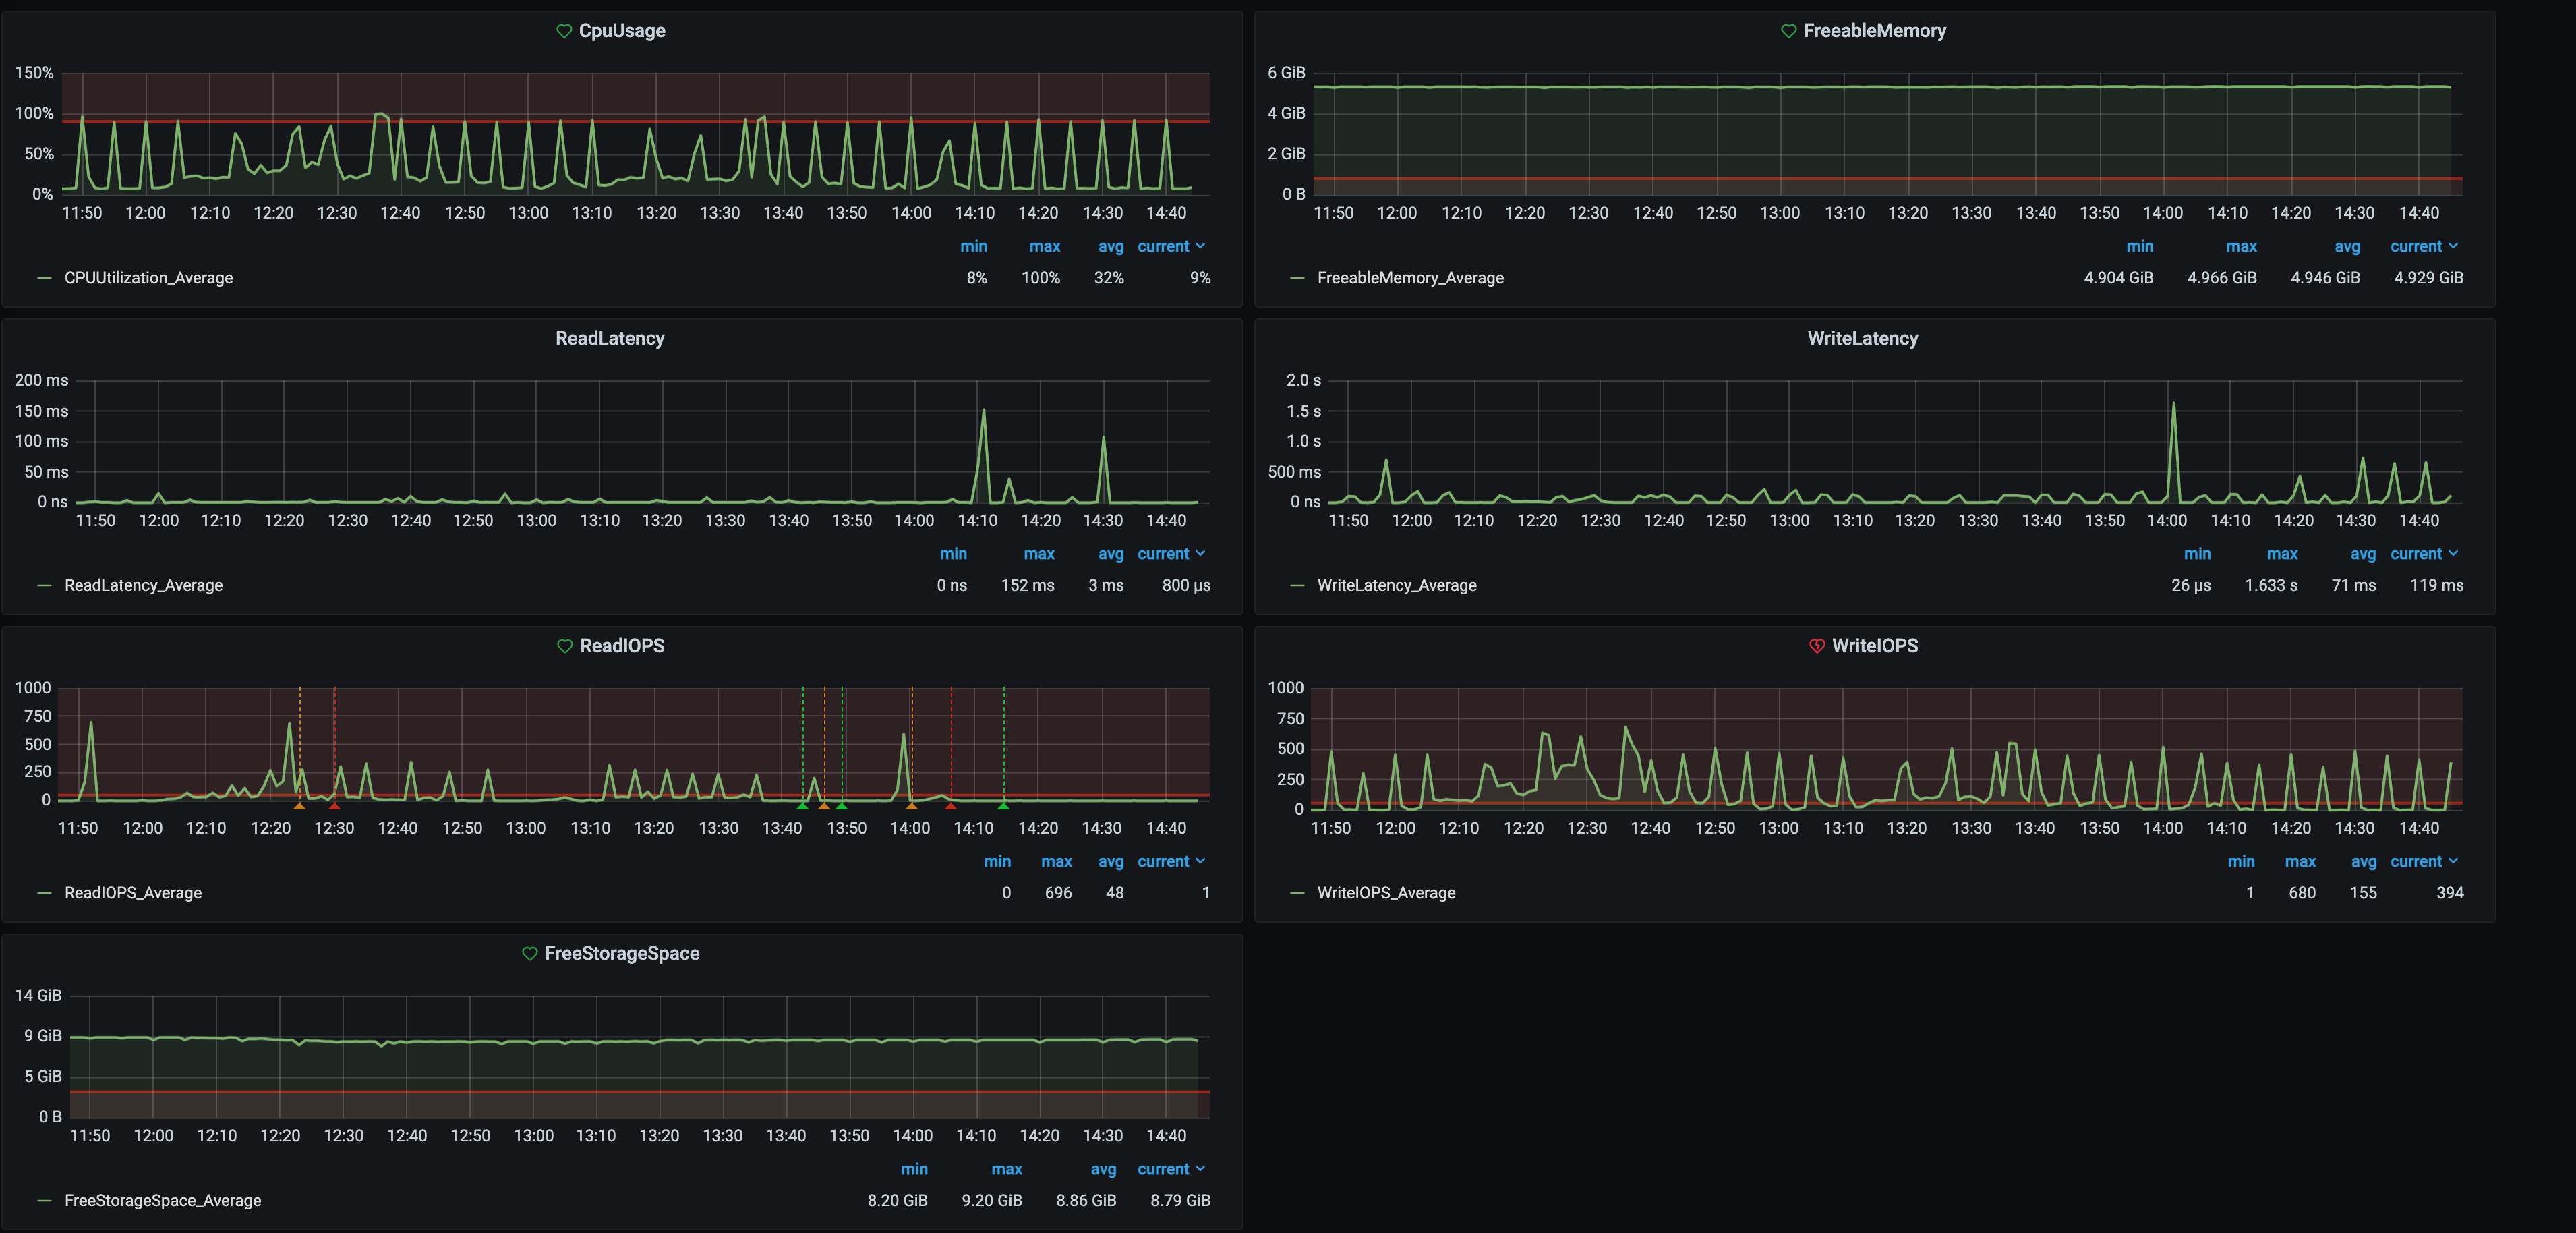 CpuUsage
150%
100%
50%
0%
11:50 12:00 12:10 12:20 12:30 12:40 12:50 13:00 13:10 13:20 13:30 13:40 13:50 14:00 14:10 14:20 14:30 14:40
min max avg current
CPUUtilization_Average 8% 100% 32% 9%
FreeableMemory
6 GiB
4 GiB
2 GiB
0 B
11:50 12:00 12:10 12:20 12:30 12:40 12:50 13:00 13:10 13:20 13:30 13:40 13:50 14:00 14:10 14:20 14:30 14:40
min max avg current
FreeableMemory_Average 4.904 GiB 4.966 GiB 4.946 GiB 4.929 GiB
ReadLatency
200 ms
150 ms
100 ms
50 ms
0 ns
11:50 12:00 12:10 12:20 12:30 12:40 12:50 13:00 13:10 13:20 13:30 13:40 13:50 14:00 14:10 14:20 14:30 14:40
min max avg current
ReadLatency_Average 0 ns 152 ms 3 ms 800 µs
WriteLatency
2.0 s
1.5 s
1.0 s
500 ms
0 ns
11:50 12:00 12:10 12:20 12:30 12:40 12:50 13:00 13:10 13:20 13:30 13:40 13:50 14:00 14:10 14:20 14:30 14:40
min max avg current
WriteLatency_Average 26 µs 1.633 s 71 ms 119 ms
ReadIOPS
1000
750
500
250
0
11:50 12:00 12:10 12:20 12:30 12:40 12:50 13:00 13:10 13:20 13:30 13:40 13:50 14:00 14:10 14:20 14:30 14:40
min max avg current
ReadIOPS_Average 0 696 48 1
WriteIOPS
1000
750
500
250
0
11:50 12:00 12:10 12:20 12:30 12:40 12:50 13:00 13:10 13:20 13:30 13:40 13:50 14:00 14:10 14:20 14:30 14:40
min max avg current
WriteIOPS_Average 1 680 155 394
FreeStorageSpace
14 GiB
9 GiB
5 GiB
0 B
11:50 12:00 12:10 12:20 12:30 12:40 12:50 13:00 13:10 13:20 13:30 13:40 13:50 14:00 14:10 14:20 14:30 14:40
min max avg current
FreeStorageSpace_Average 8.20 GiB 9.20 GiB 8.86 GiB 8.79 GiB